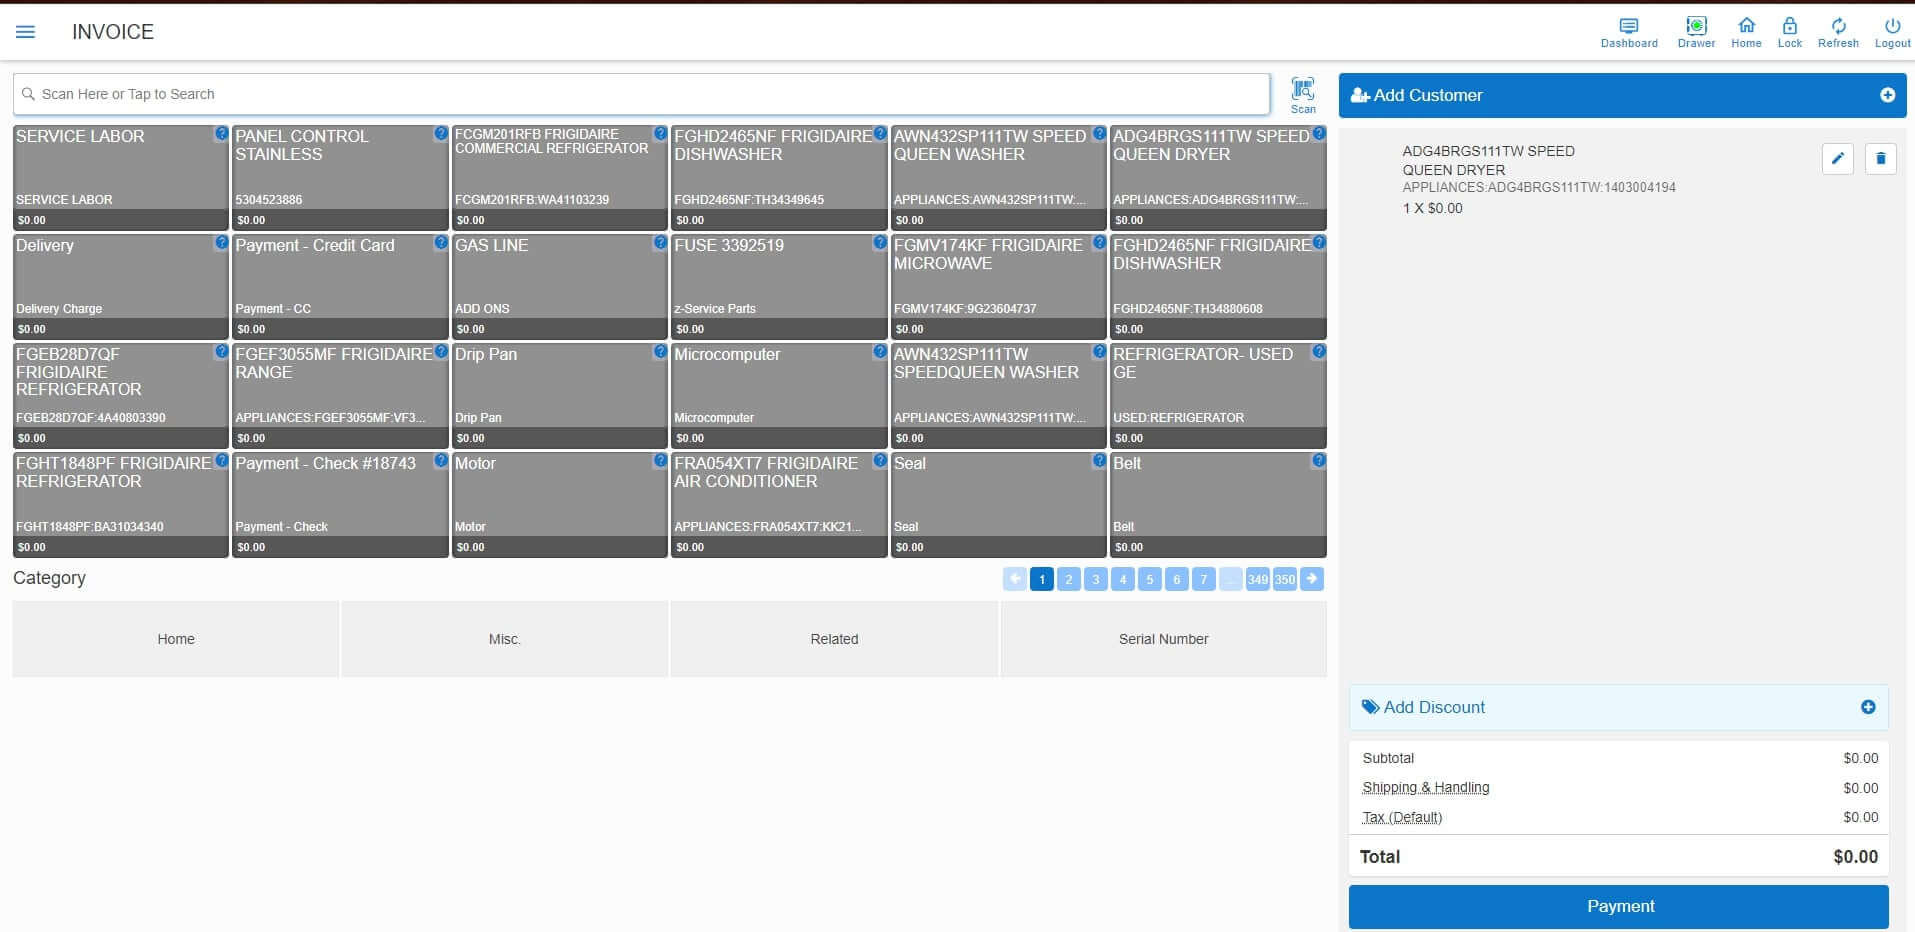 INVOICE
Dashboard
Drawer
Home
Lock
Refresh
Logout
Scan Here or Tap to Search
Scan
Add Customer
SERVICE LABOR
SERVICE LABOR
$0.00
PANEL CONTROL
STAINLESS
5304523886
$0.00
FCGM201RFB FRIGIDAIRE
COMMERCIAL REFRIGERATOR
FCGM201RFB:WA41103239
$0.00
FGHD2465NF FRIGIDAIRE
DISHWASHER
FGHD2465NF:TH34349645
$0.00
AWN432SP111TW SPEED
QUEEN WASHER
APPLIANCES:AWN432SP111TW:...
$0.00
ADG4BRGS111TW SPEED
QUEEN DRYER
APPLIANCES:ADG4BRGS111TW:...
$0.00
Delivery
Delivery Charge
$0.00
Payment - Credit Card
Payment - CC
$0.00
GAS LINE
ADD ONS
$0.00
FUSE 3392519
z-Service Parts
$0.00
FGMV174KF FRIGIDAIRE
MICROWAVE
FGMV174KF:9G23604737
$0.00
FGHD2465NF FRIGIDAIRE
DISHWASHER
FGHD2465NF:TH34880608
$0.00
FGEB28D7QF
FRIGIDAIRE
REFRIGERATOR
FGEB28D7QF:4A40803390
$0.00
FGEF3055MF FRIGIDAIRE
RANGE
APPLIANCES:FGEF3055MF:VF3...
$0.00
Drip Pan
Drip Pan
$0.00
Microcomputer
Microcomputer
$0.00
AWN432SP111TW
SPEEDQUEEN WASHER
APPLIANCES:AWN432SP111TW:...
$0.00
REFRIGERATOR- USED
GE
USED:REFRIGERATOR
$0.00
FGHT1848PF FRIGIDAIRE
REFRIGERATOR
FGHT1848PF:BA31034340
$0.00
Payment - Check #18743
Payment - Check
$0.00
Motor
Motor
$0.00
FRA054XT7 FRIGIDAIRE
AIR CONDITIONER
APPLIANCES:FRA054XT7:KK21...
$0.00
Seal
Seal
$0.00
Belt
Belt
$0.00
Category
1 2 3 4 5 6 7 ... 349 350
Home
Misc.
Related
Serial Number
ADG4BRGS111TW SPEED
QUEEN DRYER
APPLIANCES:ADG4BRGS111TW:1403004194
1 X $0.00
Add Discount
Subtotal $0.00
Shipping & Handling $0.00
Tax (Default) $0.00
Total $0.00
Payment